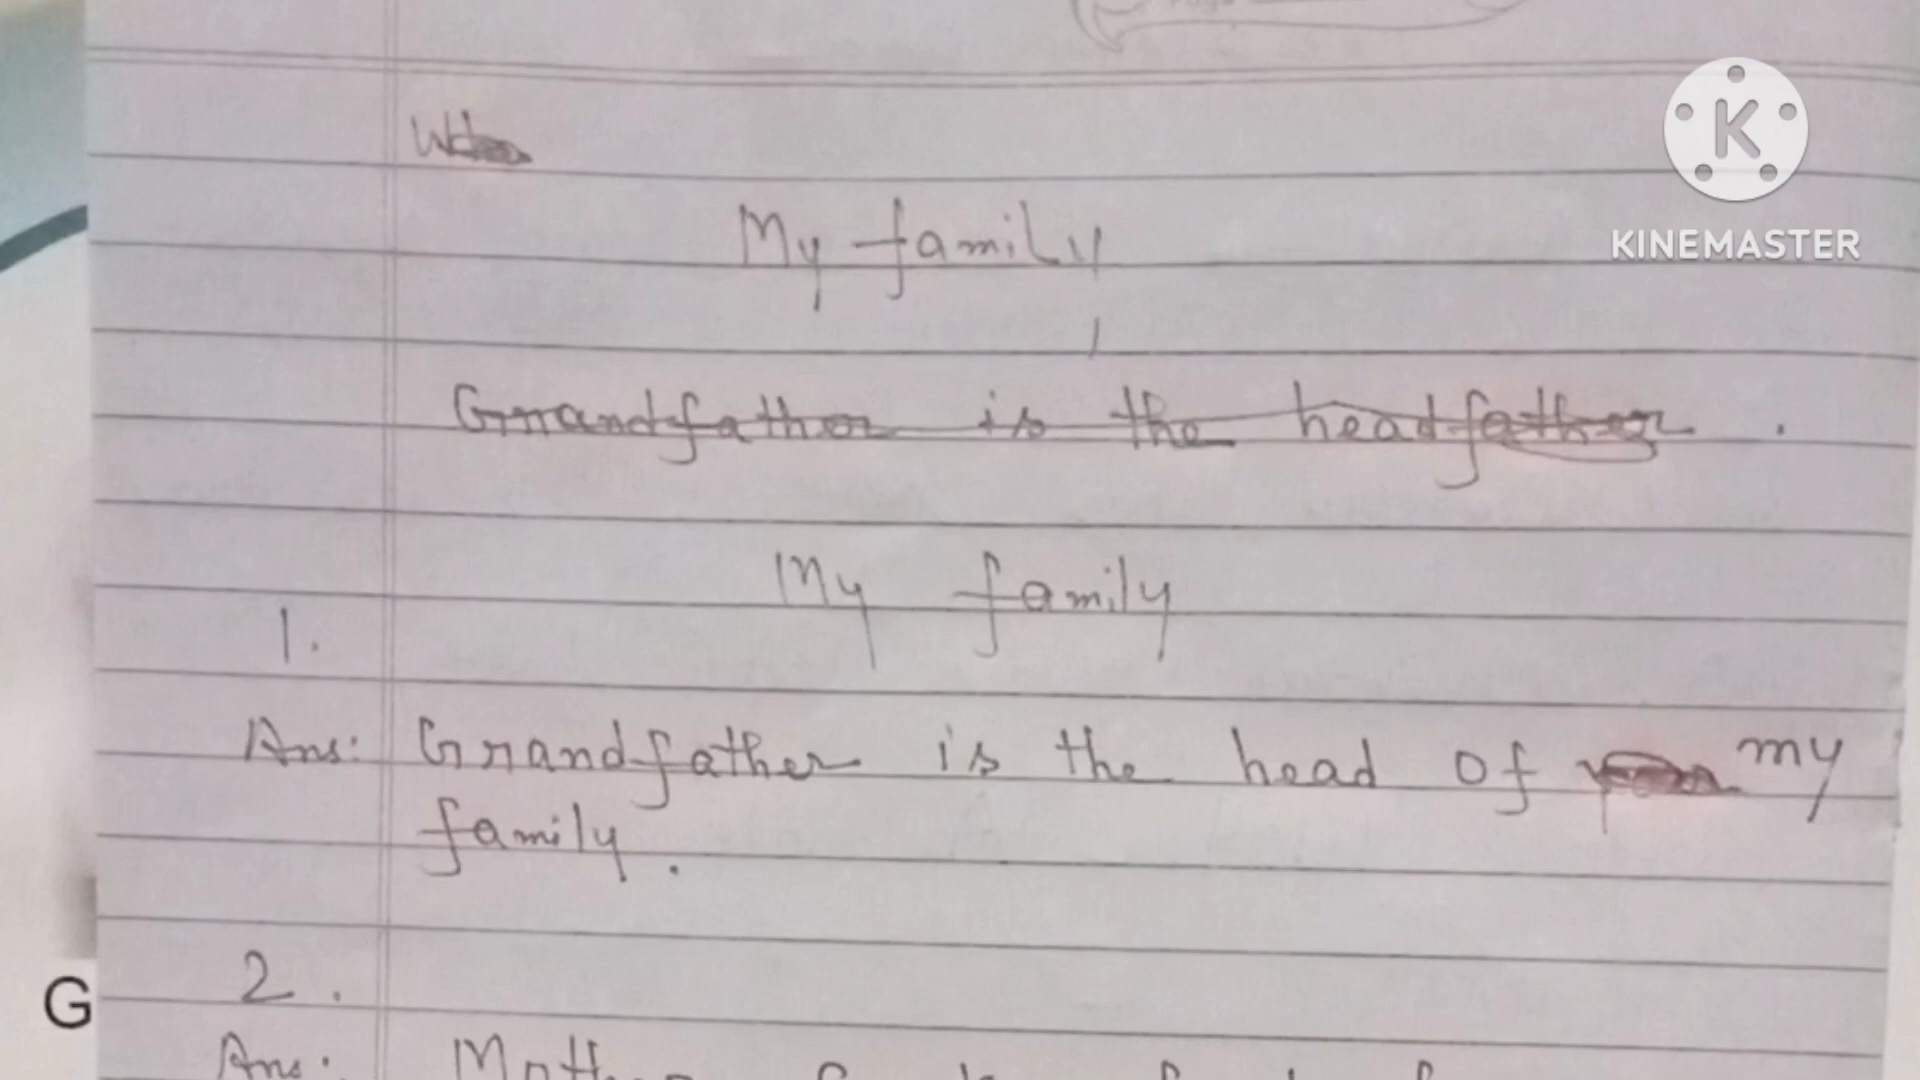 My family
Grandfather is the headfather.
My family
1.
Ans: Grandfather is the head of my
family.
2.
G
Ans:
K
KINEMASTER